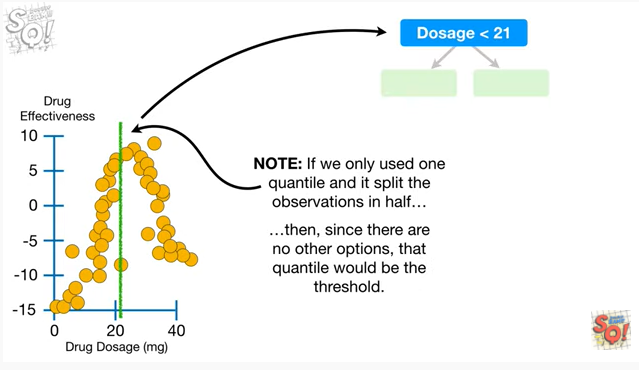 Dosage < 21
Drug
Effectiveness
10
5
0
-5
-10
-15
0
20
40
Drug Dosage (mg)
NOTE: If we only used one
quantile and it split the
observations in half…
…then, since there are
no other options, that
quantile would be the
threshold.
SQ!
SQ!